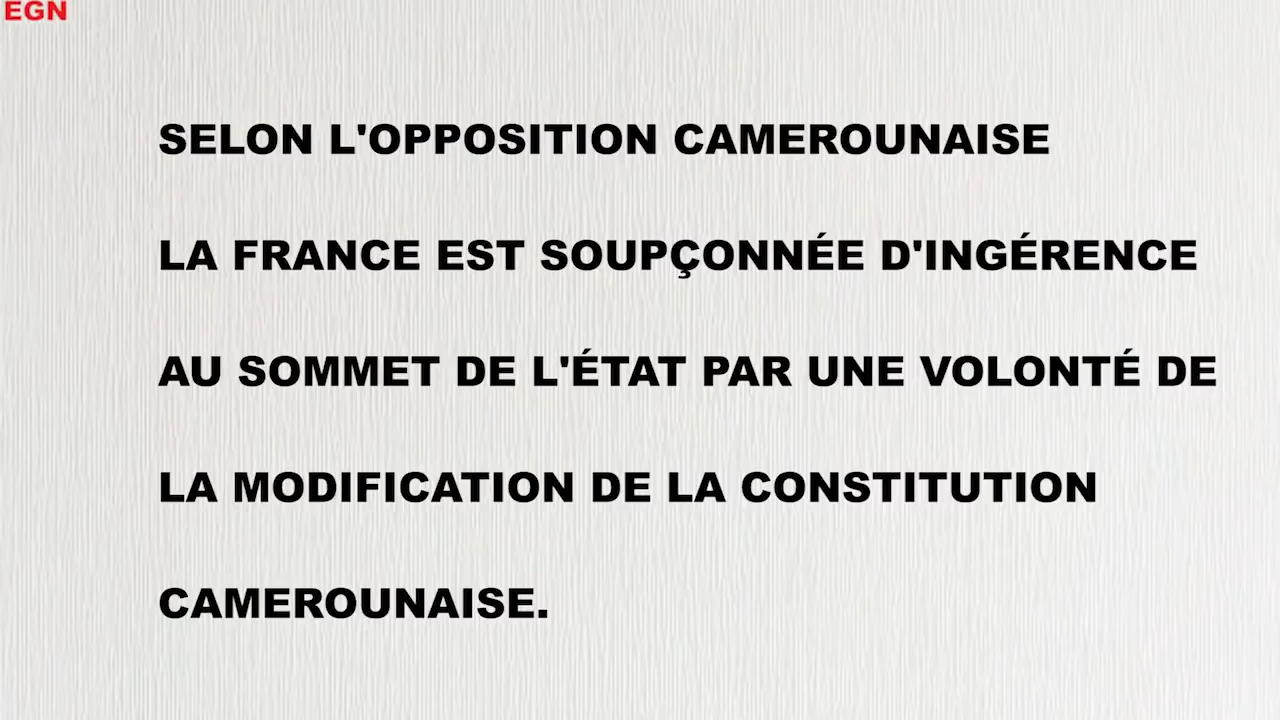 EGN
SELON L'OPPOSITION CAMEROUNAISE
LA FRANCE EST SOUPÇONNÉE D'INGÉRENCE
AU SOMMET DE L'ÉTAT PAR UNE VOLONTÉ DE
LA MODIFICATION DE LA CONSTITUTION
CAMEROUNAISE.